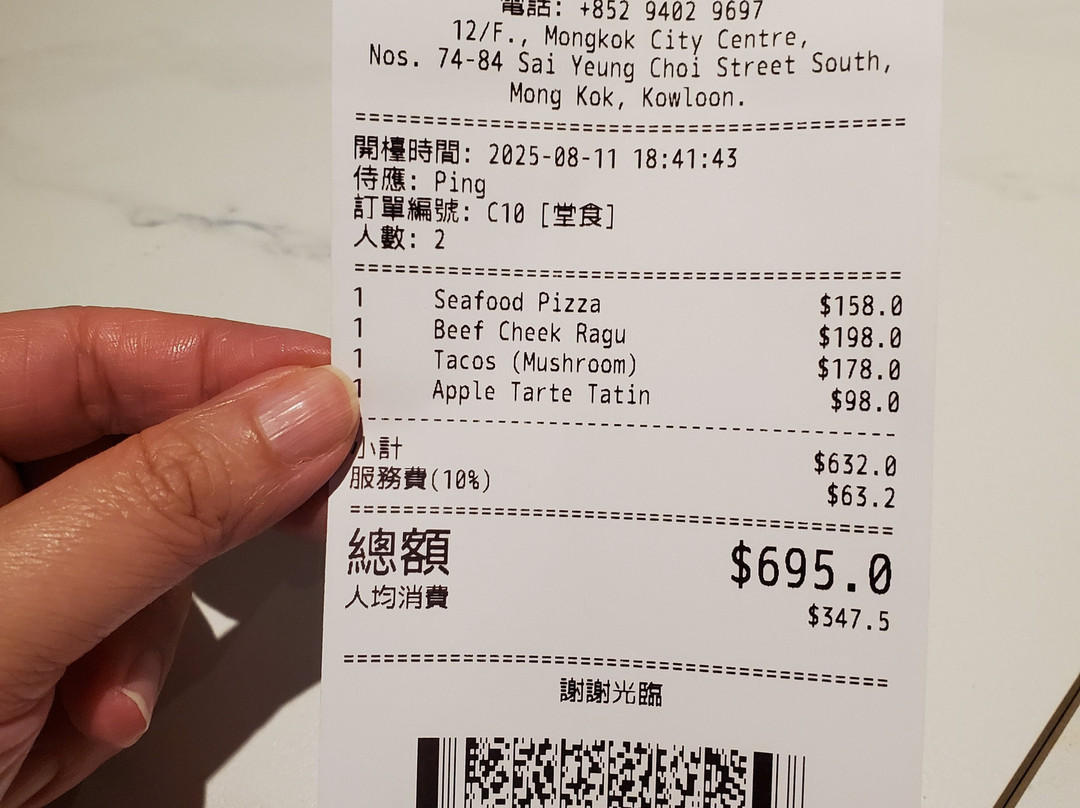 電話: +852 9402 9697
12/F., Mongkok City Centre,
Nos. 74-84 Sai Yeung Choi Street South,
Mong Kok, Kowloon.
開檯時間: 2025-08-11 18:41:43
侍應: Ping
訂單編號: C10 [堂食]
人數: 2
1 Seafood Pizza $158.0
1 Beef Cheek Ragu $198.0
1 Tacos (Mushroom) $178.0
1 Apple Tarte Tatin $98.0
小計 $632.0
服務費(10%) $63.2
總額 $695.0
人均消費 $347.5
謝謝光臨